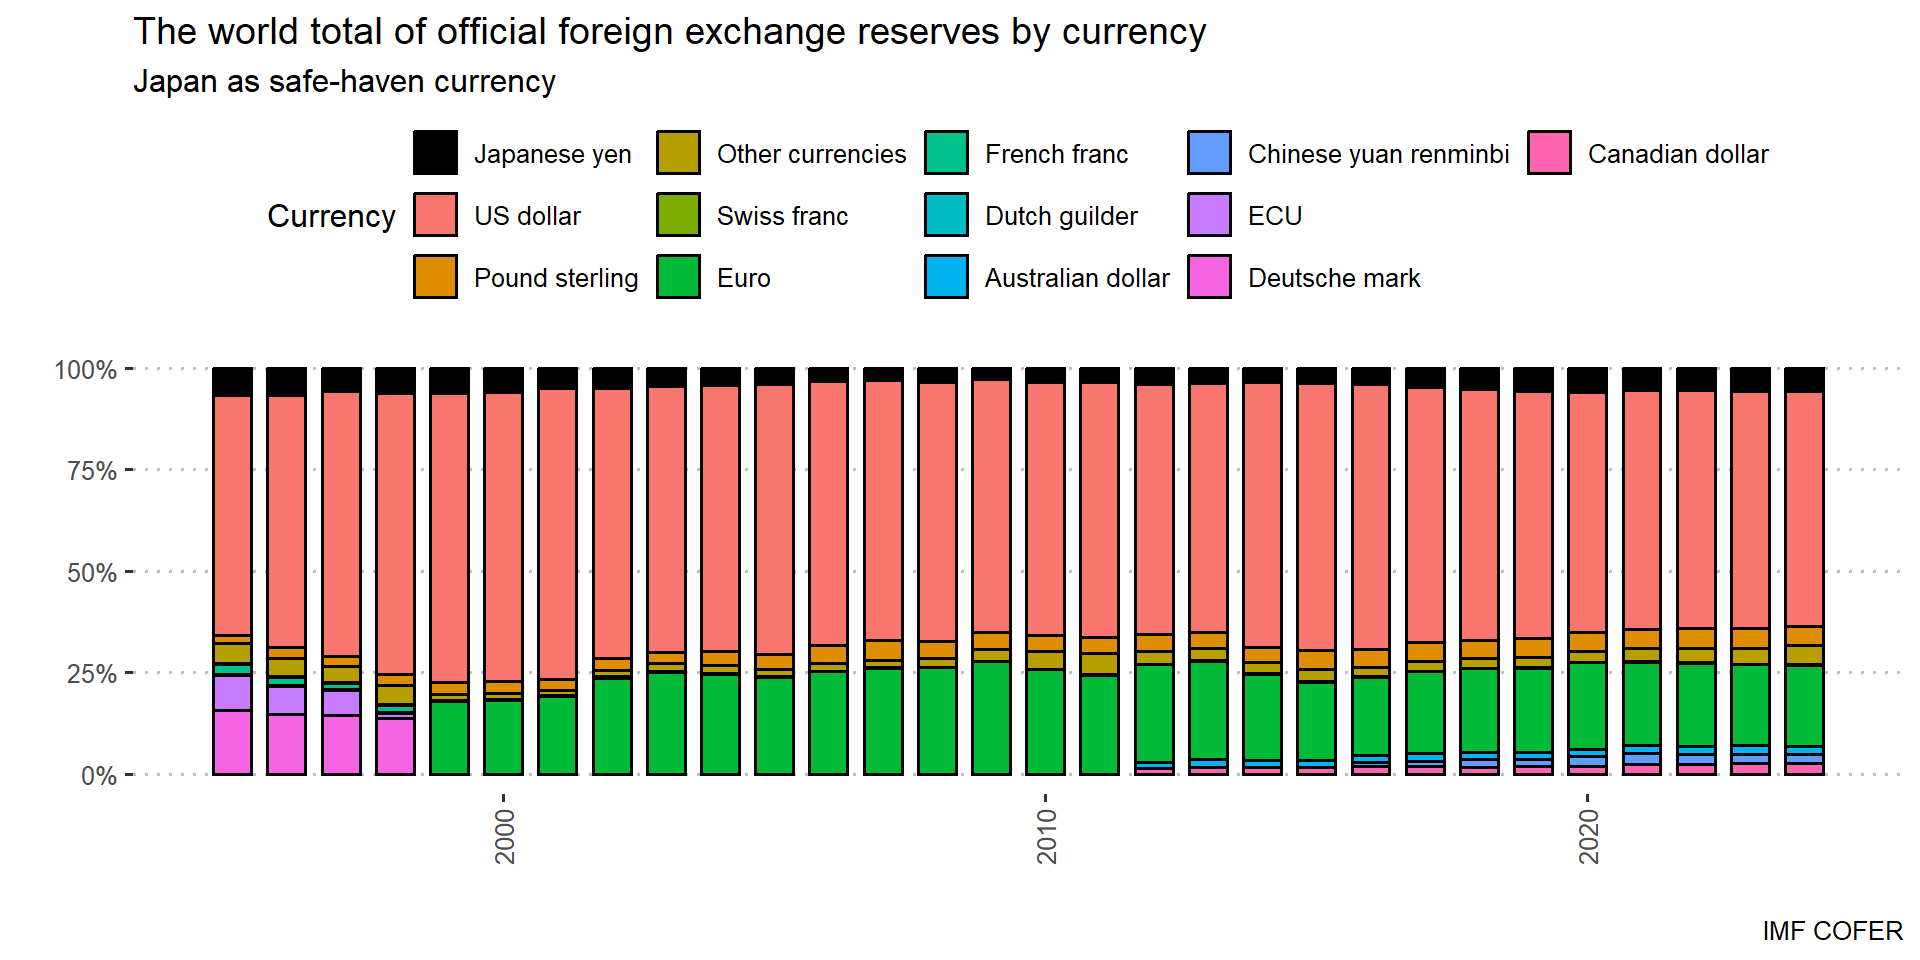 The world total of official foreign exchange reserves by currency
Japan as safe-haven currency
Japanese yen Other currencies French franc Chinese yuan renminbi Canadian dollar
Currency US dollar Swiss franc Dutch guilder ECU
Pound sterling Euro Australian dollar Deutsche mark
100%
75%
50%
25%
0%
2000 2010 2020
IMF COFER